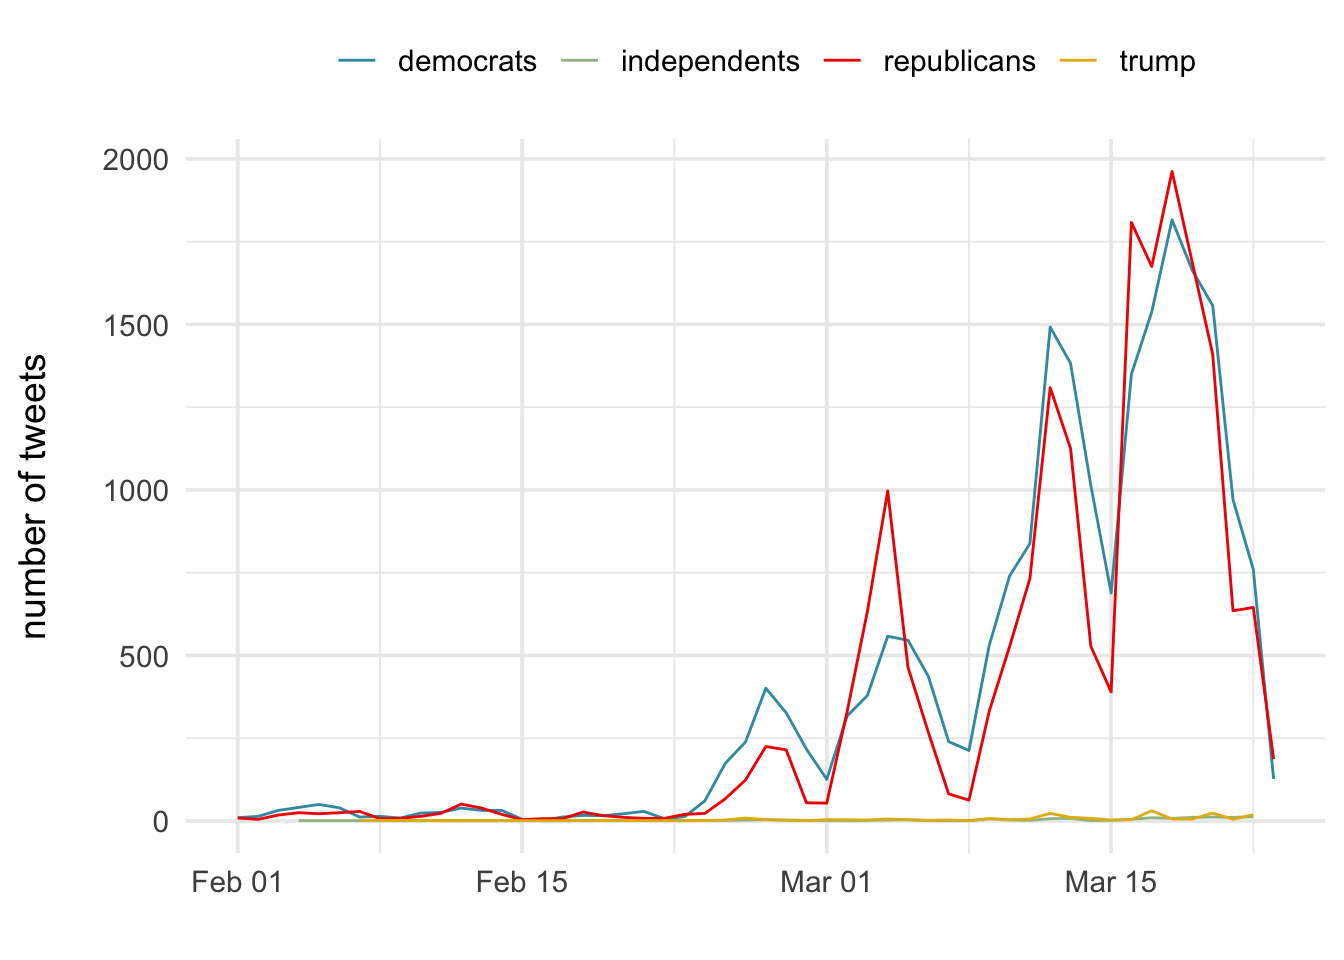 democrats independents republicans trump
2000
1500
1000
500
0
number of tweets
Feb 01 Feb 15 Mar 01 Mar 15